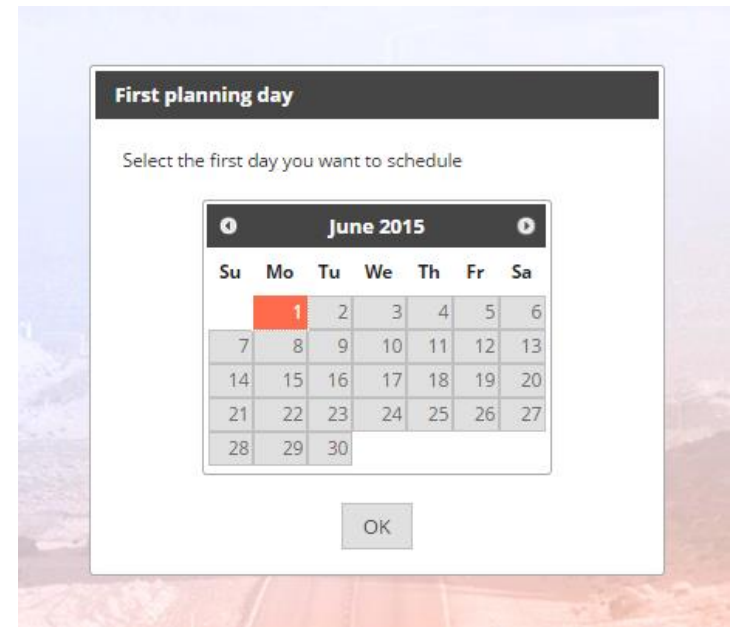 First planning day
Select the first day you want to schedule
June 2015
Su Mo Tu We Th Fr Sa
1 2 3 4 5 6
7 8 9 10 11 12 13
14 15 16 17 18 19 20
21 22 23 24 25 26 27
28 29 30
OK